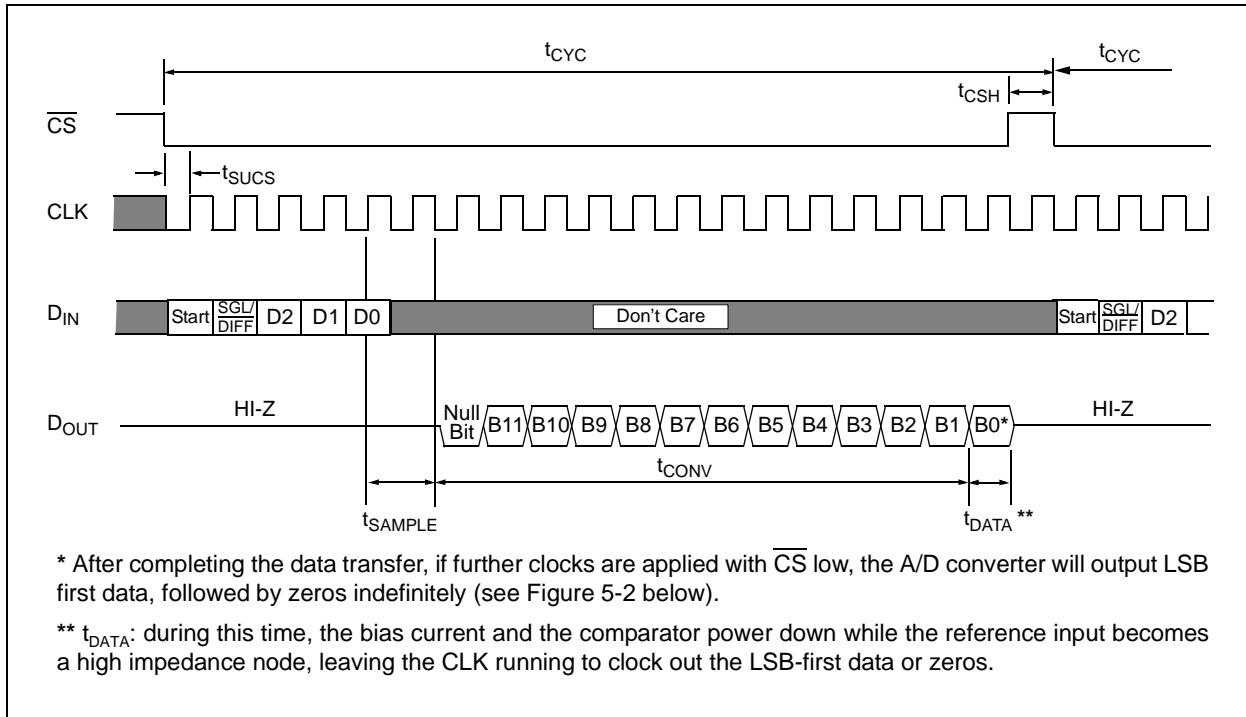 tCYC
tCYC
tCSH
CS
tSUCS
CLK
DIN
Start
SGL/
DIFF
D2
D1
D0
Don't Care
Start
SGL/
DIFF
D2
DOUT
HI-Z
Null
Bit
B11
B10
B9
B8
B7
B6
B5
B4
B3
B2
B1
B0*
HI-Z
tCONV
tSAMPLE
tDATA **
* After completing the data transfer, if further clocks are applied with CS low, the A/D converter will output LSB
first data, followed by zeros indefinitely (see Figure 5-2 below).
** tDATA: during this time, the bias current and the comparator power down while the reference input becomes
a high impedance node, leaving the CLK running to clock out the LSB-first data or zeros.